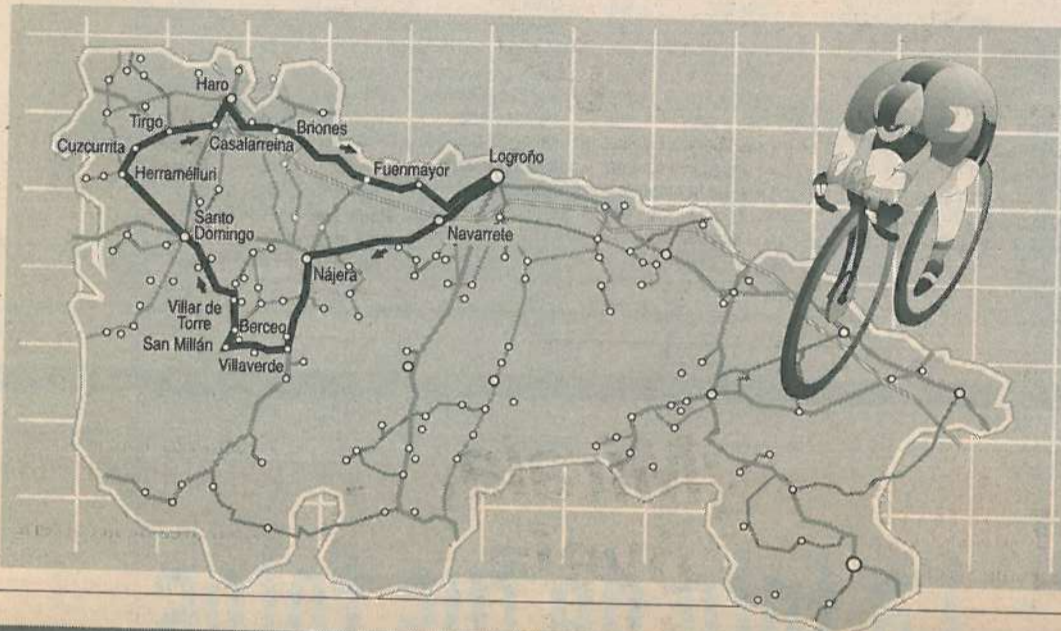 Haro
Tirgo
Briones
Cuzcurrita
Casalarreina
Logroño
Fuenmayor
Herramélluri
Santo
Domingo
Navarrete
Nájera
Villar de
Torre
Berceo
San Millán
Villaverde